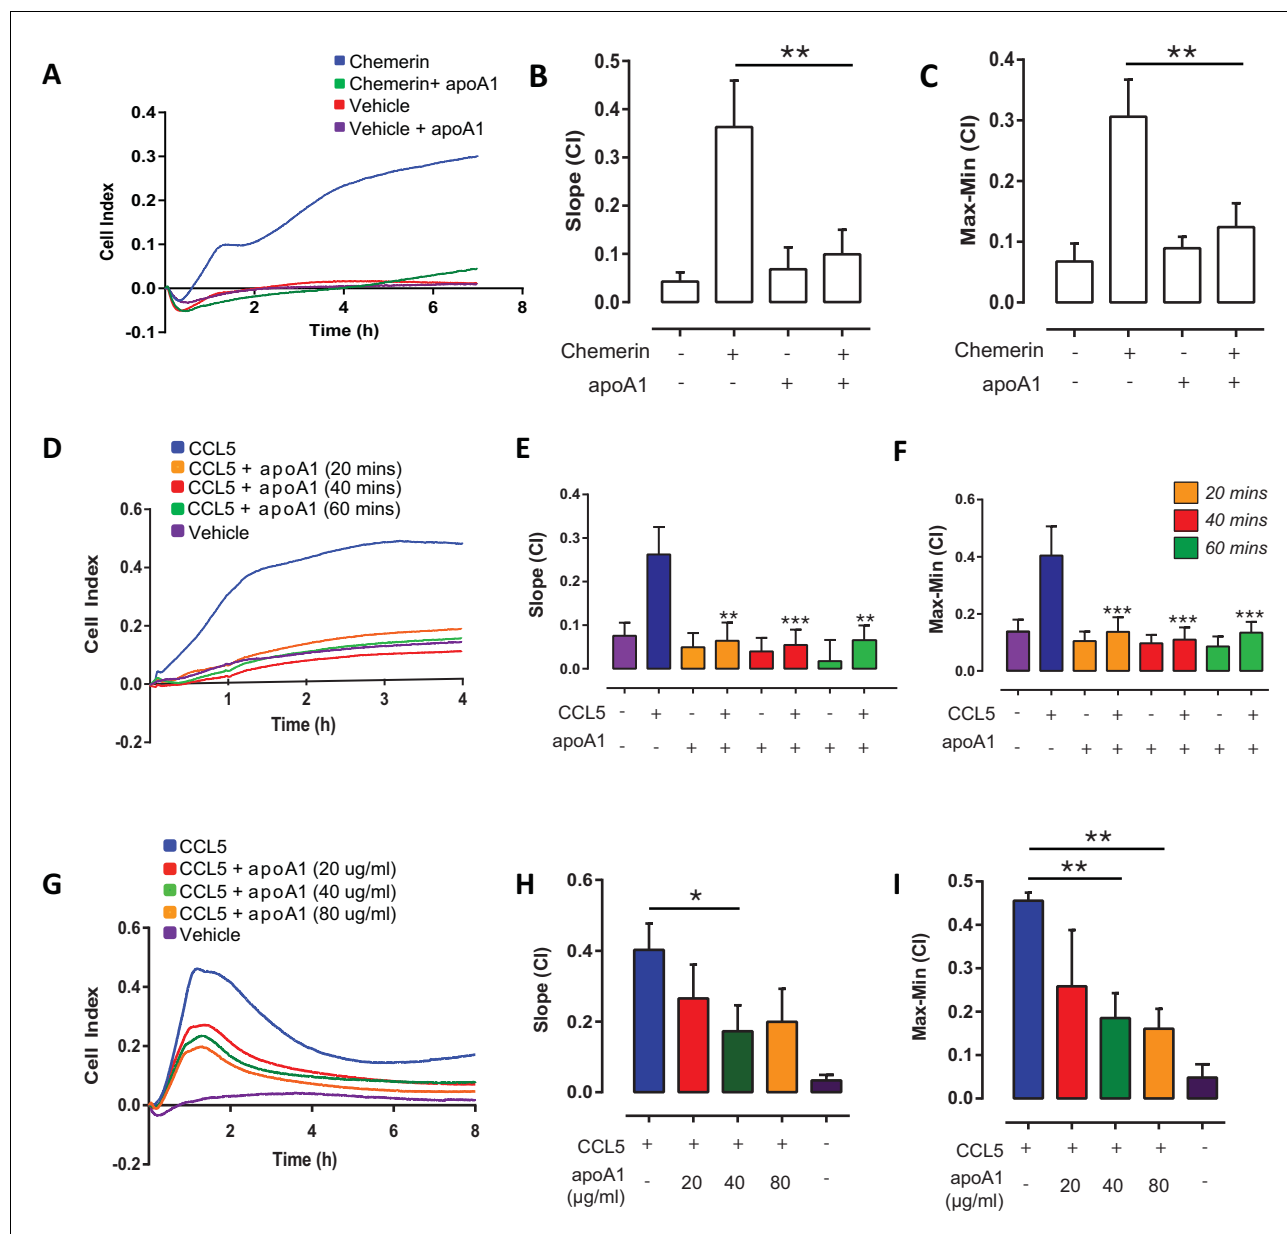 A
Chemerin
Chemerin+ apoA1
Vehicle
Vehicle + apoA1
0.4
0.3
0.2
0.1
0.0
-0.1
2
4
6
8
Cell Index
Time (h)
B
**
0.5
0.4
0.3
0.2
0.1
0.0
Slope (CI)
Chemerin - + - +
apoA1 - - + +
C
**
0.4
0.3
0.2
0.1
0.0
Max-Min (CI)
Chemerin - + - +
apoA1 - - + +
D
CCL5
CCL5 + apoA1 (20 mins)
CCL5 + apoA1 (40 mins)
CCL5 + apoA1 (60 mins)
Vehicle
0.6
0.4
0.2
0.0
-0.2
1
2
3
4
Cell Index
Time (h)
E
0.4
0.3
0.2
0.1
0.0
Slope (CI)
** *** **
CCL5 - + - + - + - +
apoA1 - - + + + + + +
F
20 mins
40 mins
60 mins
0.6
0.4
0.2
0.0
Max-Min (CI)
*** *** ***
CCL5 - + - + - + - +
apoA1 - - + + + + + +
G
CCL5
CCL5 + apoA1 (20 ug/ml)
CCL5 + apoA1 (40 ug/ml)
CCL5 + apoA1 (80 ug/ml)
Vehicle
0.6
0.4
0.2
0.0
-0.2
2
4
6
8
Cell Index
Time (h)
H
*
0.6
0.4
0.2
0.0
Slope (CI)
CCL5 + + + + -
apoA1 - 20 40 80 -
(µg/ml)
I
**
**
0.5
0.4
0.3
0.2
0.1
0.0
Max-Min (CI)
CCL5 + + + + -
apoA1 - 20 40 80 -
(µg/ml)